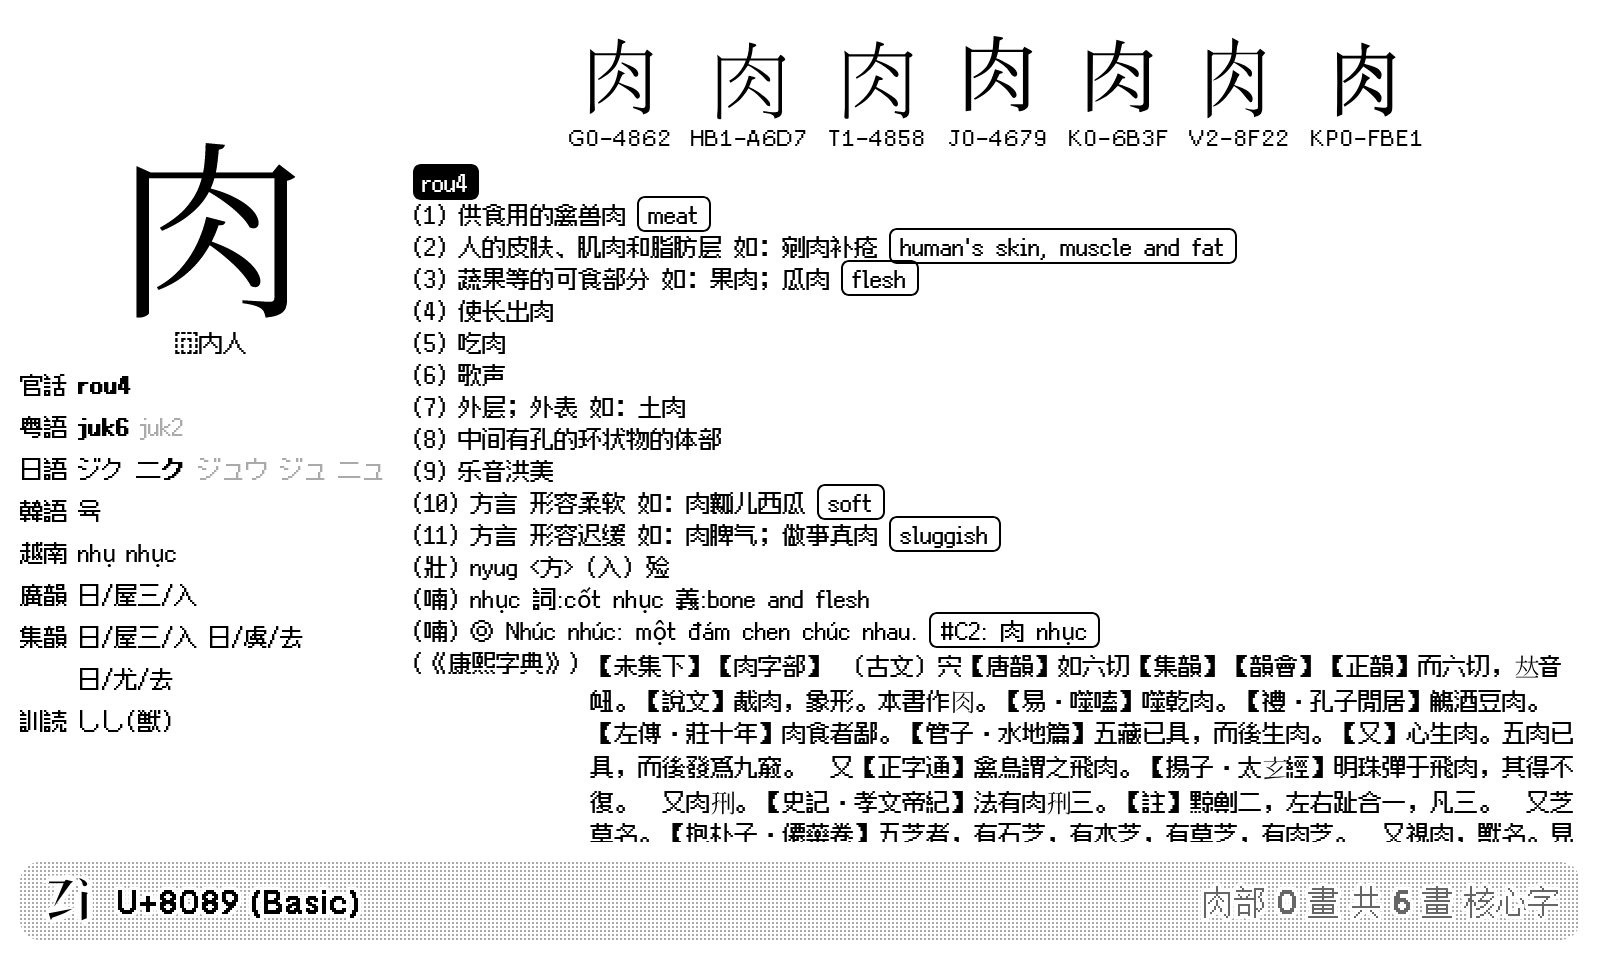 肉 肉 肉 肉 肉 肉 肉
G0-4862 HB1-A6D7 T1-4858 J0-4679 K0-6B3F V2-8F22 KP0-FBE1
肉
⿵内人
官話 rou4
粵語 juk6 juk2
日語 ジク ニク ジュウ ジュ ニュ
韓語 육
越南 nhụ nhục
廣韻 日/屋三/入
集韻 日/屋三/入 日/虞/去
日/尤/去
訓読 しし(獣)
rou4
(1) 供食用的禽兽肉 meat
(2) 人的皮肤、肌肉和脂肪层 如：剜肉补疮 human's skin, muscle and fat
(3) 蔬果等的可食部分 如：果肉；瓜肉 flesh
(4) 使长出肉
(5) 吃肉
(6) 歌声
(7) 外层；外表 如：土肉
(8) 中间有孔的环状物的体部
(9) 乐音洪美
(10) 方言 形容柔软 如：肉瓤儿西瓜 soft
(11) 方言 形容迟缓 如：肉脾气；做事真肉 sluggish
(壯) nyug <方> (入) 殓
(喃) nhục 詞:cốt nhục 義:bone and flesh
(喃) ◎ Nhúc nhúc: một đám chen chúc nhau. #C2: 肉 nhục
(《康熙字典》) 【未集下】【肉字部】 〔古文〕宍【唐韻】如六切【集韻】【韻會】【正韻】而六切，𠀤音
衄。【說文】胾肉，象形。本書作𠕎。【易・噬嗑】噬乾肉。【禮・孔子閒居】觴酒豆肉。
【左傳・莊十年】肉食者鄙。【管子・水地篇】五藏已具，而後生肉。【又】心生肉。五肉已
具，而後發爲九竅。 又【正字通】禽鳥謂之飛肉。【揚子・太𤣥經】明珠彈于飛肉，其得不
復。 又肉𠛬。【史記・孝文帝紀】法有肉𠛬三。【註】黥劓二，左右趾合一，凡三。 又芝
草名。【抱朴子・僊藥卷】五芝者，有石芝，有木芝，有草芝，有肉芝。 又視肉，獸名。見
U+8089 (Basic)
肉部 0 畫 共 6 畫 核心字